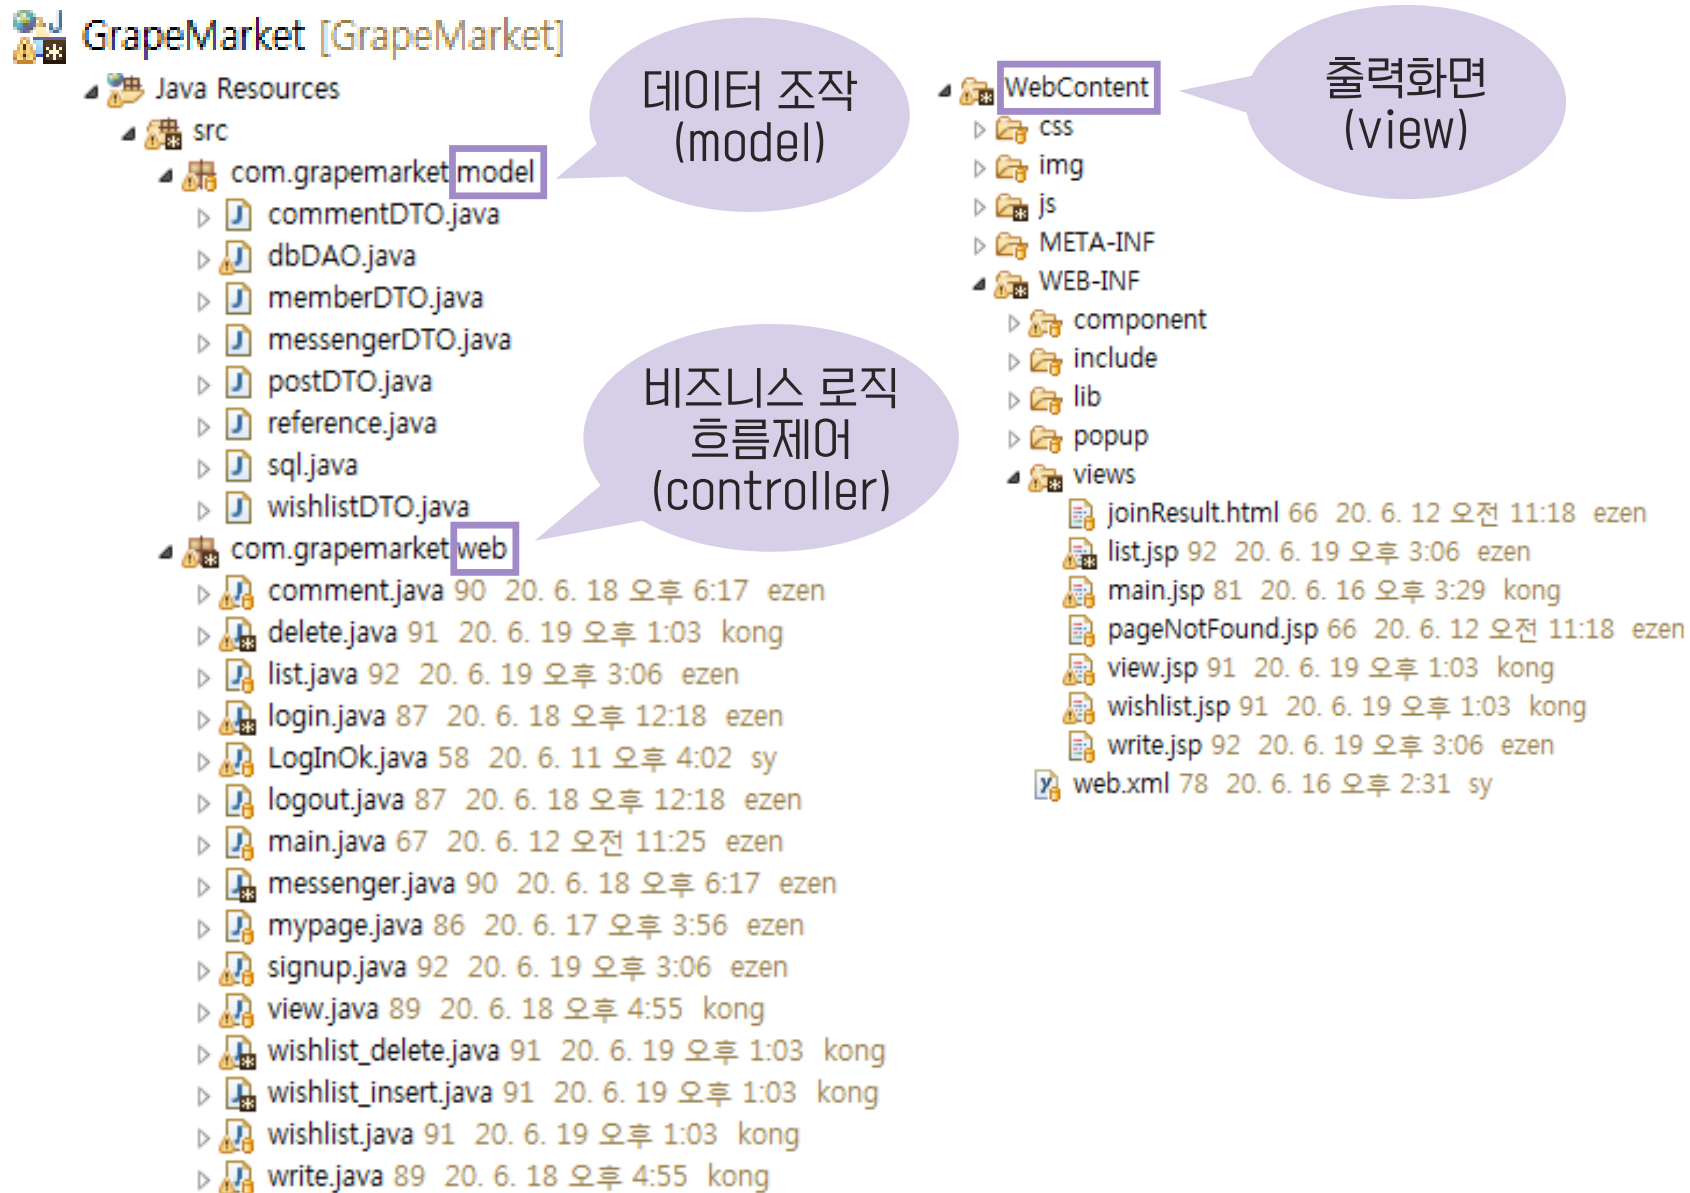 GrapeMarket [GrapeMarket]
Java Resources
src
com.grapemarket.model
commentDTO.java
dbDAO.java
memberDTO.java
messengerDTO.java
postDTO.java
reference.java
sql.java
wishlistDTO.java
com.grapemarket.web
comment.java 90 20. 6. 18 오후 6:17 ezen
delete.java 91 20. 6. 19 오후 1:03 kong
list.java 92 20. 6. 19 오후 3:06 ezen
login.java 87 20. 6. 18 오후 12:18 ezen
LogInOk.java 58 20. 6. 11 오후 4:02 sy
logout.java 87 20. 6. 18 오후 12:18 ezen
main.java 67 20. 6. 12 오전 11:25 ezen
messenger.java 90 20. 6. 18 오후 6:17 ezen
mypage.java 86 20. 6. 17 오후 3:56 ezen
signup.java 92 20. 6. 19 오후 3:06 ezen
view.java 89 20. 6. 18 오후 4:55 kong
wishlist_delete.java 91 20. 6. 19 오후 1:03 kong
wishlist_insert.java 91 20. 6. 19 오후 1:03 kong
wishlist.java 91 20. 6. 19 오후 1:03 kong
write.java 89 20. 6. 18 오후 4:55 kong
데이터 조작
(model)
비즈니스 로직
흐름제어
(controller)
WebContent
css
img
js
META-INF
WEB-INF
component
include
lib
popup
views
joinResult.html 66 20. 6. 12 오전 11:18 ezen
list.jsp 92 20. 6. 19 오후 3:06 ezen
main.jsp 81 20. 6. 16 오후 3:29 kong
pageNotFound.jsp 66 20. 6. 12 오전 11:18 ezen
view.jsp 91 20. 6. 19 오후 1:03 kong
wishlist.jsp 91 20. 6. 19 오후 1:03 kong
write.jsp 92 20. 6. 19 오후 3:06 ezen
web.xml 78 20. 6. 16 오후 2:31 sy
출력화면
(view)